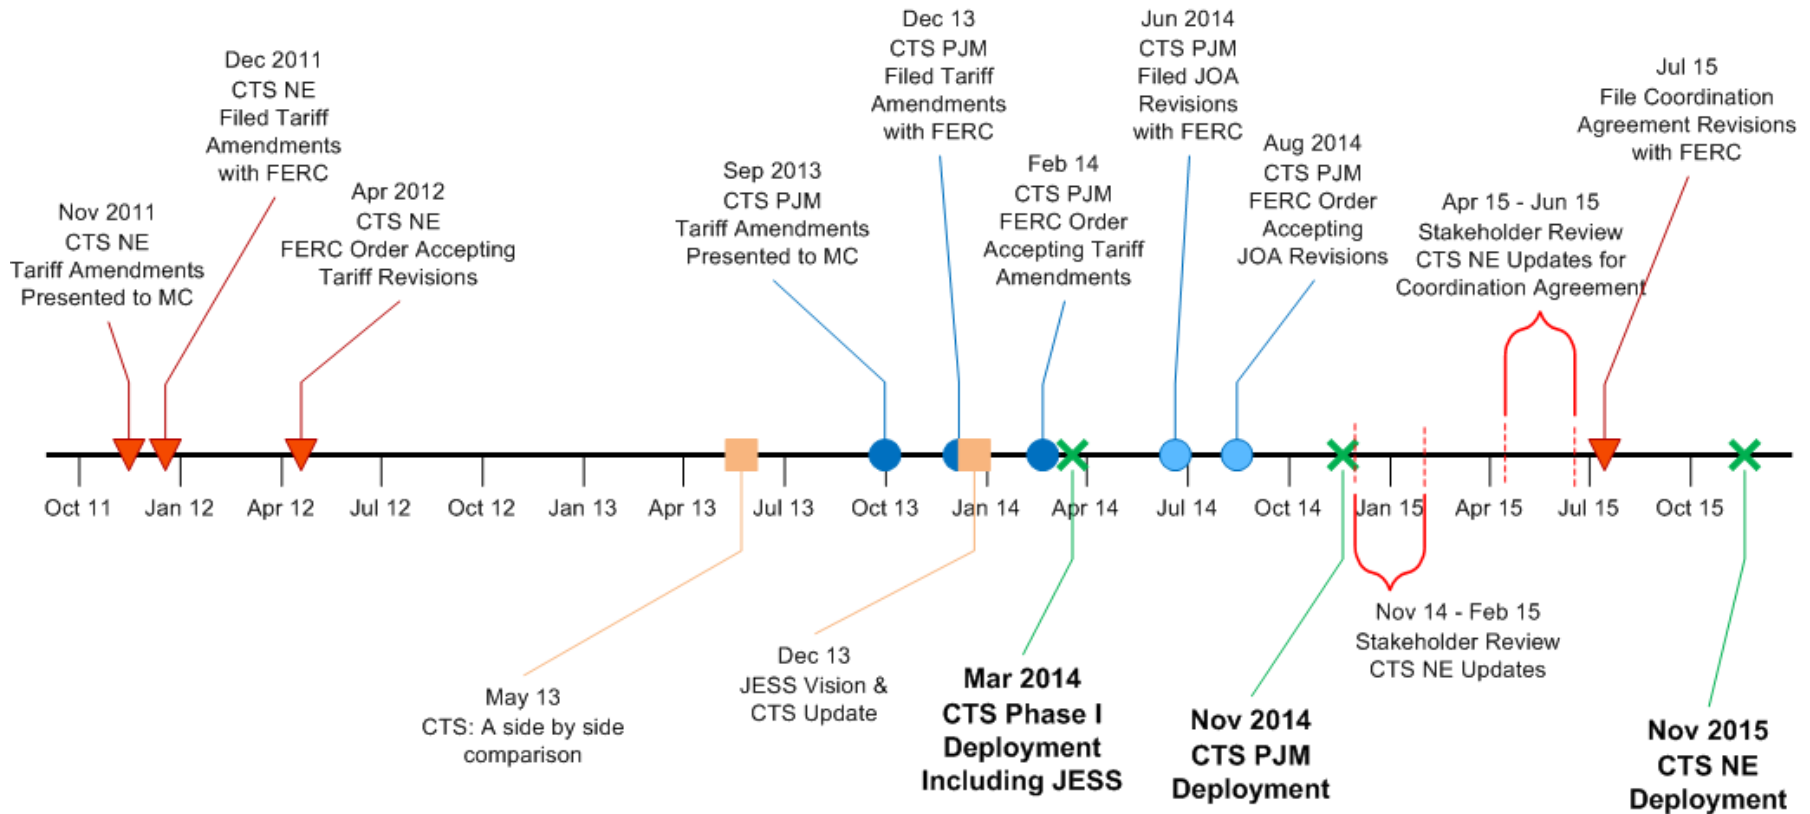 Nov 2011
CTS NE
Tariff Amendments
Presented to MC
Dec 2011
CTS NE
Filed Tariff
Amendments
with FERC
Apr 2012
CTS NE
FERC Order Accepting
Tariff Revisions
Sep 2013
CTS PJM
Tariff Amendments
Presented to MC
Dec 13
CTS PJM
Filed Tariff
Amendments
with FERC
Feb 14
CTS PJM
FERC Order
Accepting Tariff
Amendments
Jun 2014
CTS PJM
Filed JOA
Revisions
with FERC
Aug 2014
CTS PJM
FERC Order
Accepting
JOA Revisions
Apr 15 - Jun 15
Stakeholder Review
CTS NE Updates for
Coordination Agreement
Jul 15
File Coordination
Agreement Revisions
with FERC
Oct 11 Jan 12 Apr 12 Jul 12 Oct 12 Jan 13 Apr 13 Jul 13 Oct 13 Jan 14 Apr 14 Jul 14 Oct 14 Jan 15 Apr 15 Jul 15 Oct 15
May 13
CTS: A side by side
comparison
Dec 13
JESS Vision &
CTS Update
Mar 2014
CTS Phase I
Deployment
Including JESS
Nov 2014
CTS PJM
Deployment
Nov 14 - Feb 15
Stakeholder Review
CTS NE Updates
Nov 2015
CTS NE
Deployment